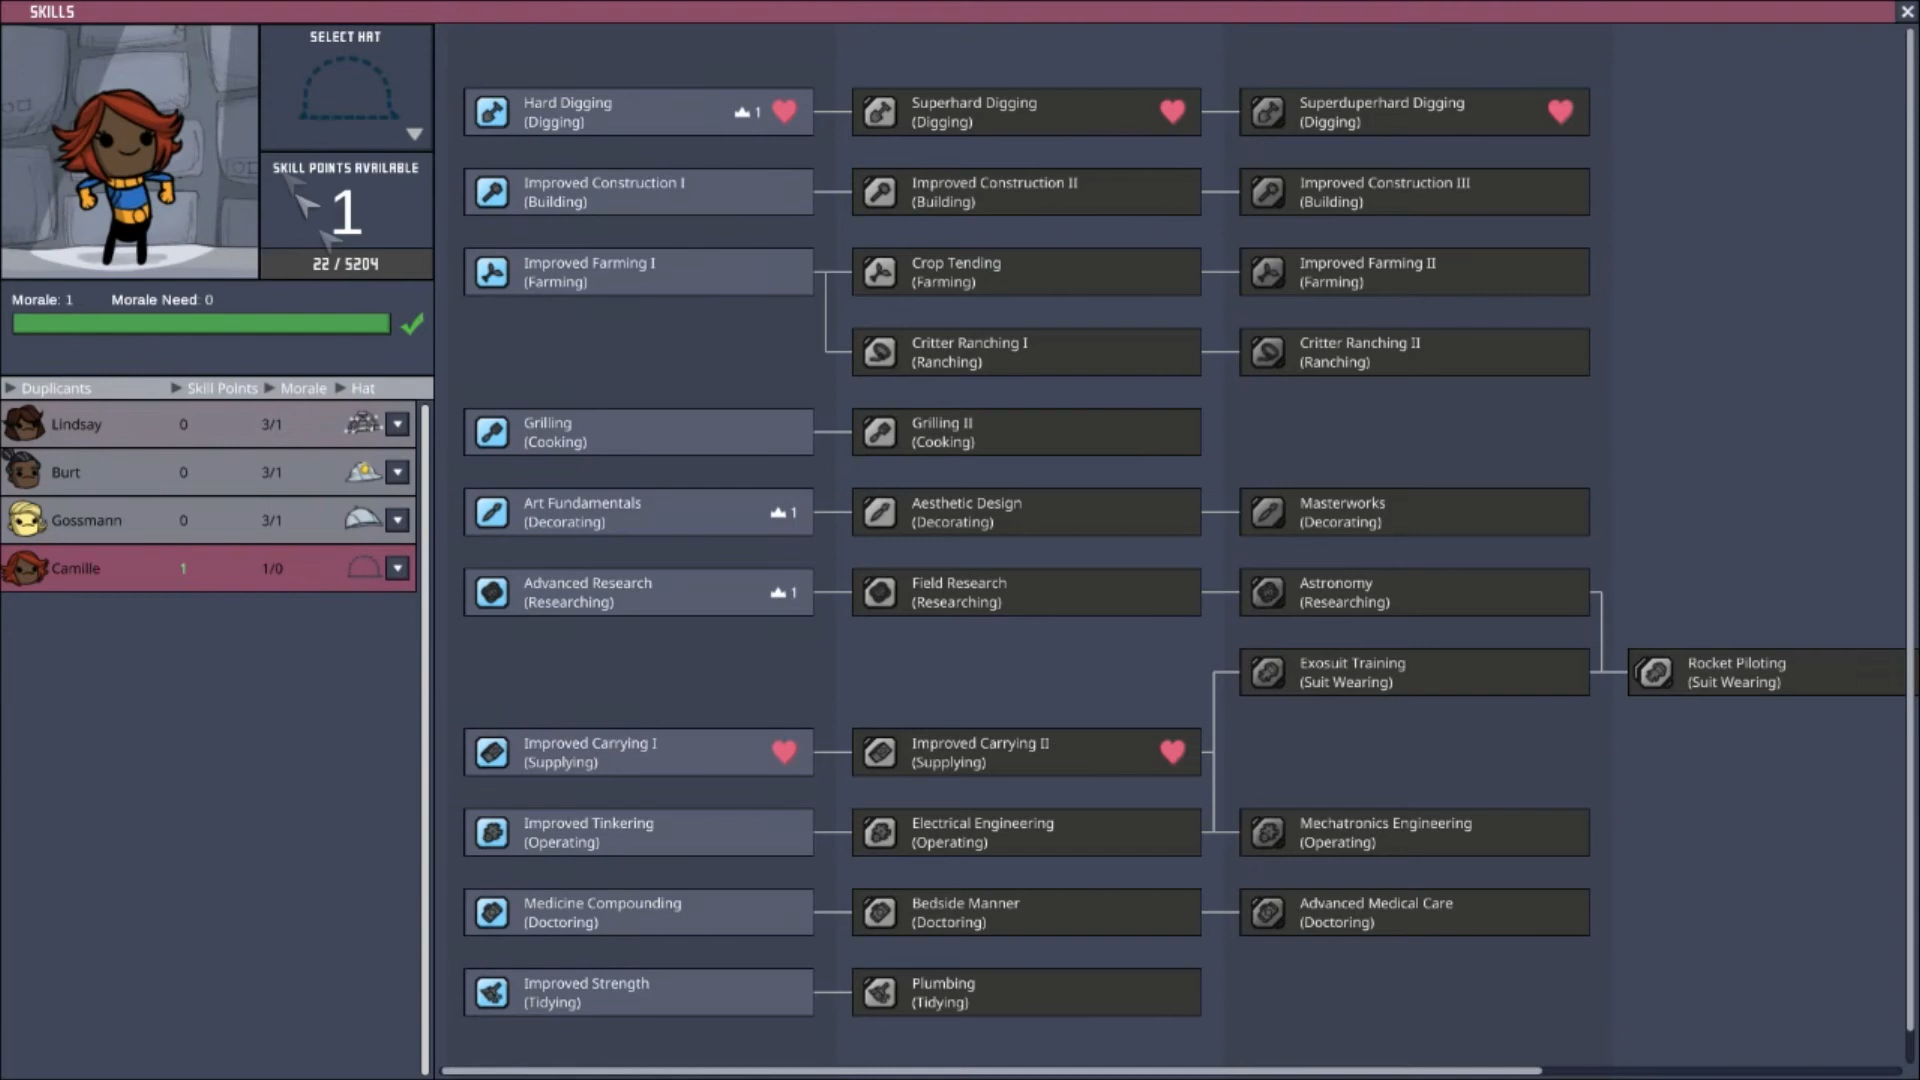 SKILLS
SELECT HAT
SKILL POINTS AVAILABLE
1
22 / 5204
Morale: 1 Morale Need: 0
Duplicants Skill Points Morale Hat
Lindsay 0 3/1
Burt 0 3/1
Gossmann 0 3/1
Camille 1 1/0
Hard Digging
(Digging)
1
Superhard Digging
(Digging)
Superduperhard Digging
(Digging)
Improved Construction I
(Building)
Improved Construction II
(Building)
Improved Construction III
(Building)
Improved Farming I
(Farming)
Crop Tending
(Farming)
Improved Farming II
(Farming)
Critter Ranching I
(Ranching)
Critter Ranching II
(Ranching)
Grilling
(Cooking)
Grilling II
(Cooking)
Art Fundamentals
(Decorating)
1
Aesthetic Design
(Decorating)
Masterworks
(Decorating)
Advanced Research
(Researching)
1
Field Research
(Researching)
Astronomy
(Researching)
Exosuit Training
(Suit Wearing)
Rocket Piloting
(Suit Wearing)
Improved Carrying I
(Supplying)
Improved Carrying II
(Supplying)
Improved Tinkering
(Operating)
Electrical Engineering
(Operating)
Mechatronics Engineering
(Operating)
Medicine Compounding
(Doctoring)
Bedside Manner
(Doctoring)
Advanced Medical Care
(Doctoring)
Improved Strength
(Tidying)
Plumbing
(Tidying)